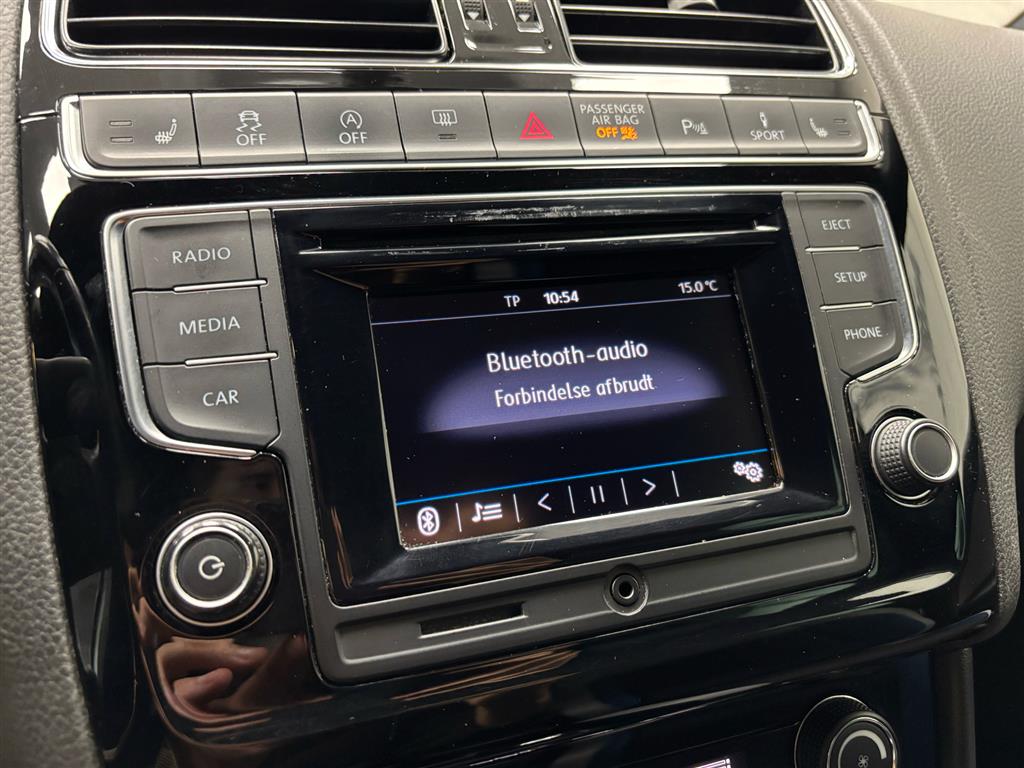 OFF
A
OFF
PASSENGER
AIR BAG
OFF
P
SPORT
RADIO
MEDIA
CAR
EJECT
SETUP
PHONE
TP 10:54 15.0°C
Bluetooth-audio
Forbindelse afbrudt